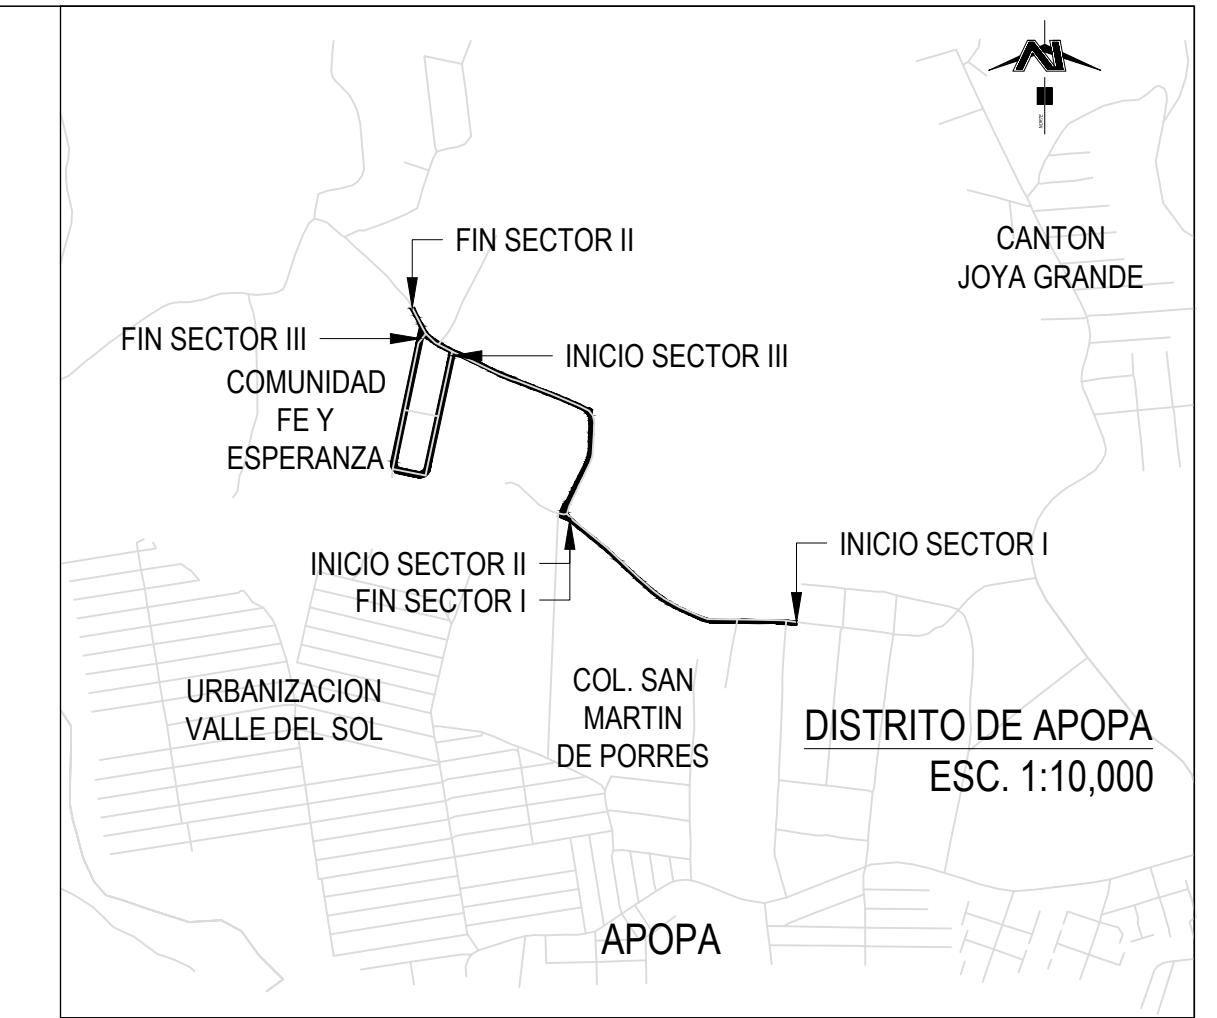 N
NORTE
FIN SECTOR II
CANTON
JOYA GRANDE
FIN SECTOR III
INICIO SECTOR III
COMUNIDAD
FE Y
ESPERANZA
INICIO SECTOR I
INICIO SECTOR II
FIN SECTOR I
URBANIZACION
VALLE DEL SOL
COL. SAN
MARTIN
DE PORRES
DISTRITO DE APOPA
ESC. 1:10,000
APOPA